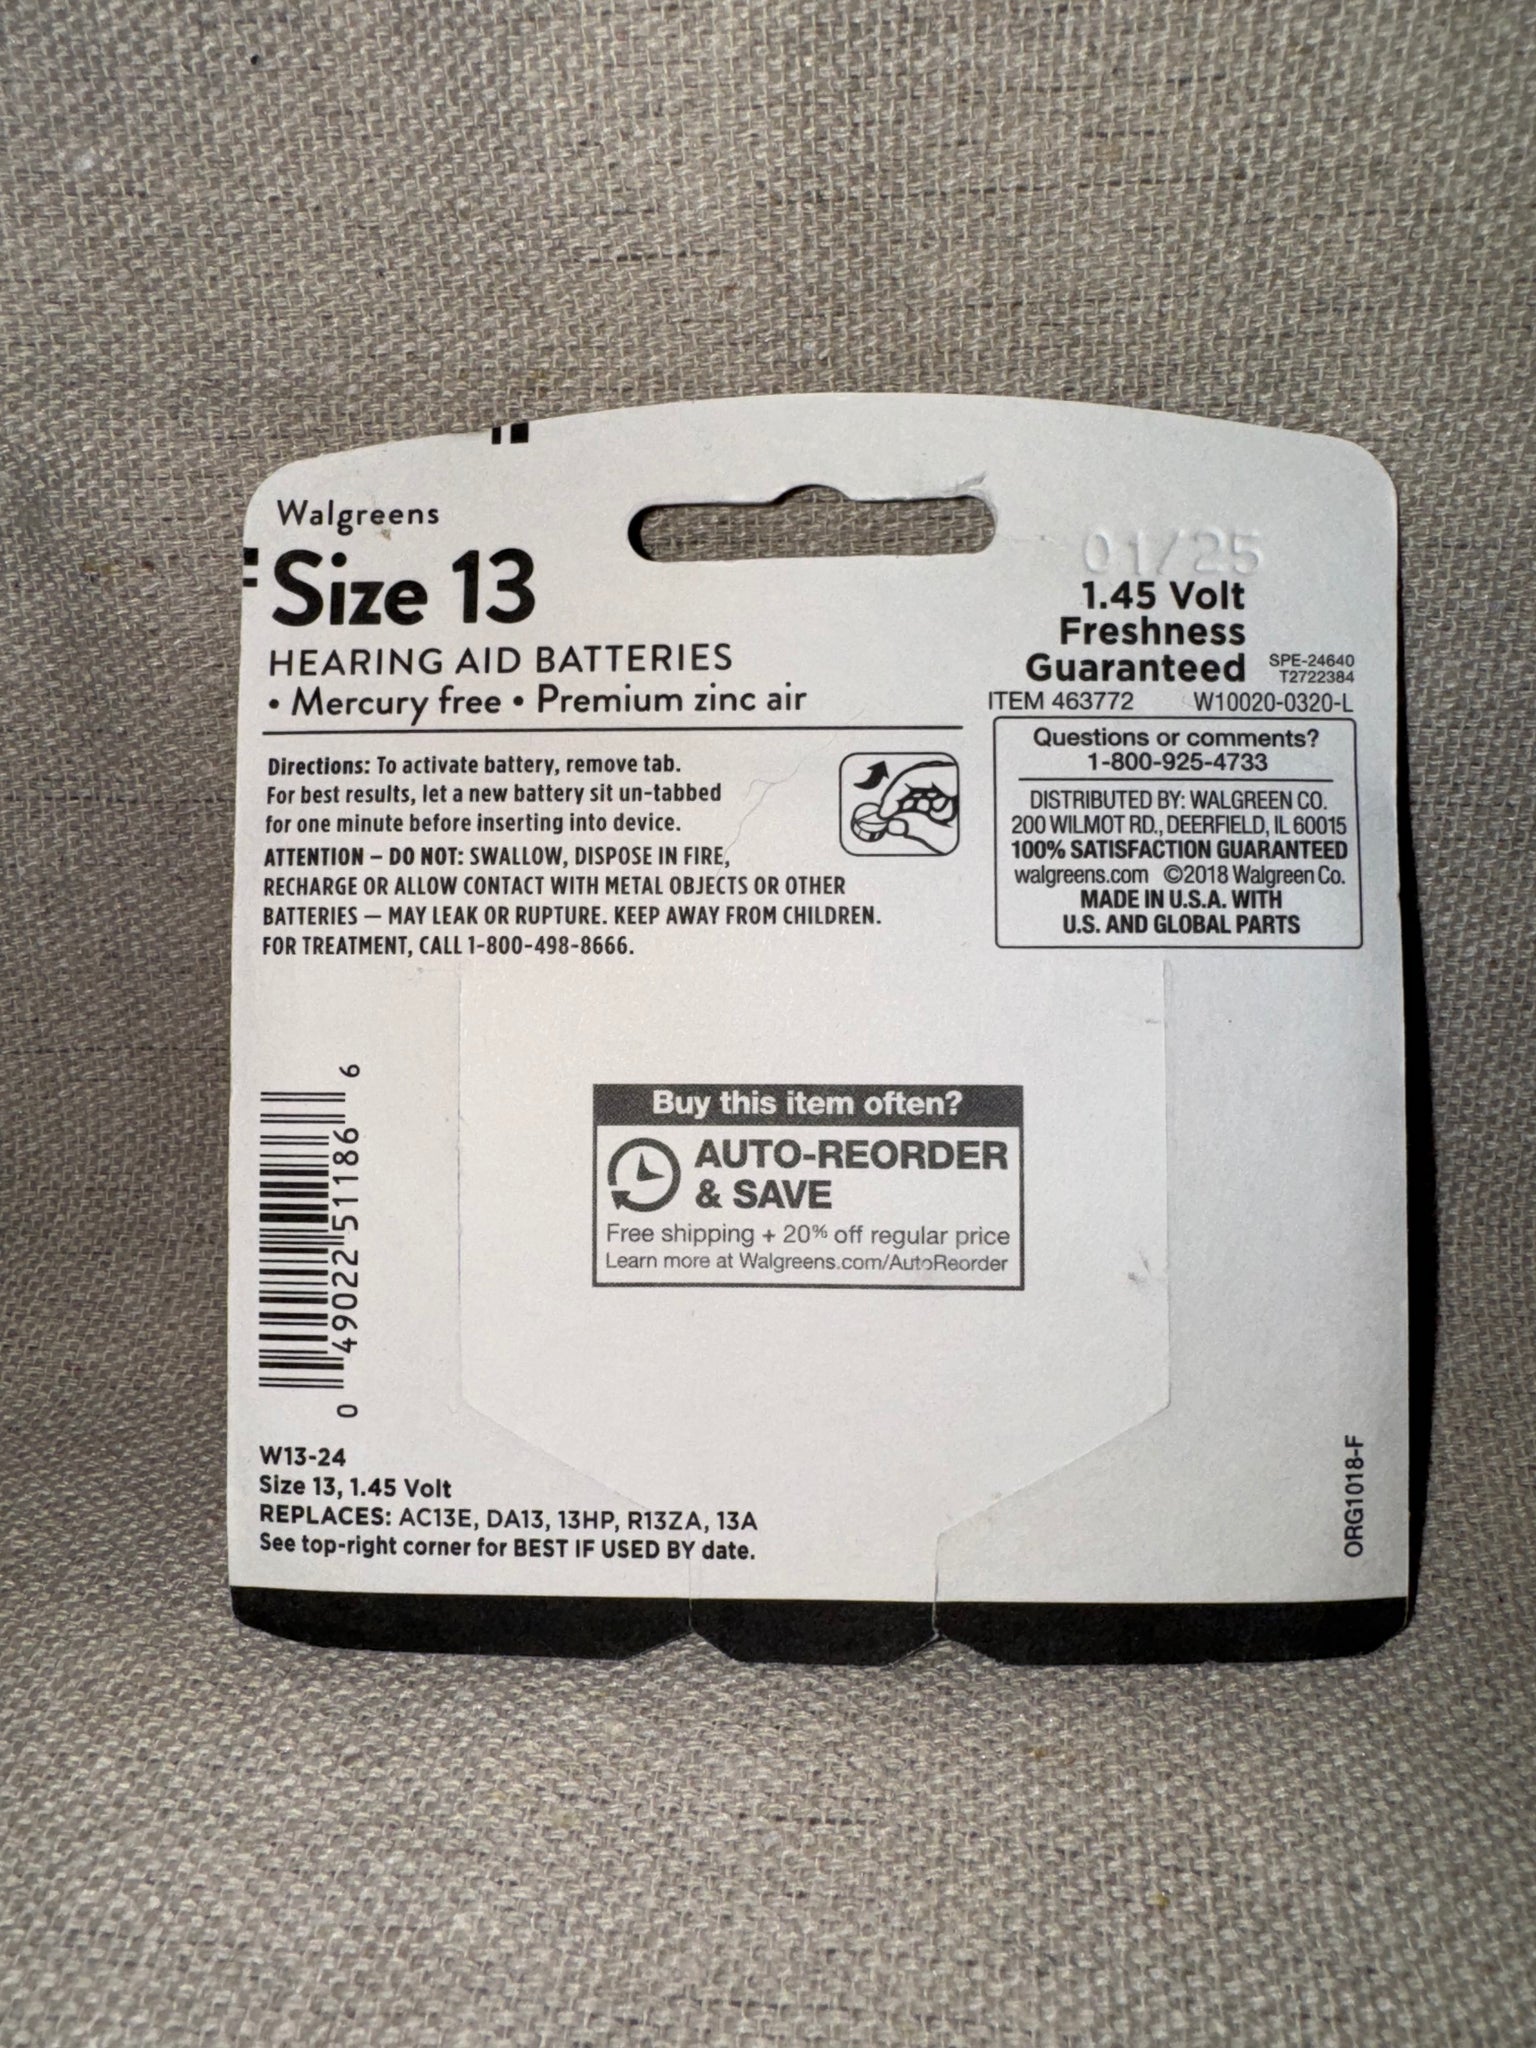 Walgreens
Size 13
HEARING AID BATTERIES
• Mercury free • Premium zinc air
01/25
1.45 Volt
Freshness
Guaranteed
SPE-24640
T2722384
ITEM 463772 W10020-0320-L
Directions: To activate battery, remove tab.
For best results, let a new battery sit un-tabbed
for one minute before inserting into device.
ATTENTION – DO NOT: SWALLOW, DISPOSE IN FIRE,
RECHARGE OR ALLOW CONTACT WITH METAL OBJECTS OR OTHER
BATTERIES — MAY LEAK OR RUPTURE. KEEP AWAY FROM CHILDREN.
FOR TREATMENT, CALL 1-800-498-8666.
Questions or comments?
1-800-925-4733
DISTRIBUTED BY: WALGREEN CO.
200 WILMOT RD., DEERFIELD, IL 60015
100% SATISFACTION GUARANTEED
walgreens.com ©2018 Walgreen Co.
MADE IN U.S.A. WITH
U.S. AND GLOBAL PARTS
Buy this item often?
AUTO-REORDER
& SAVE
Free shipping + 20% off regular price
Learn more at Walgreens.com/AutoReorder
0 49022 51186 6
W13-24
Size 13, 1.45 Volt
REPLACES: AC13E, DA13, 13HP, R13ZA, 13A
See top-right corner for BEST IF USED BY date.
ORG1018-F